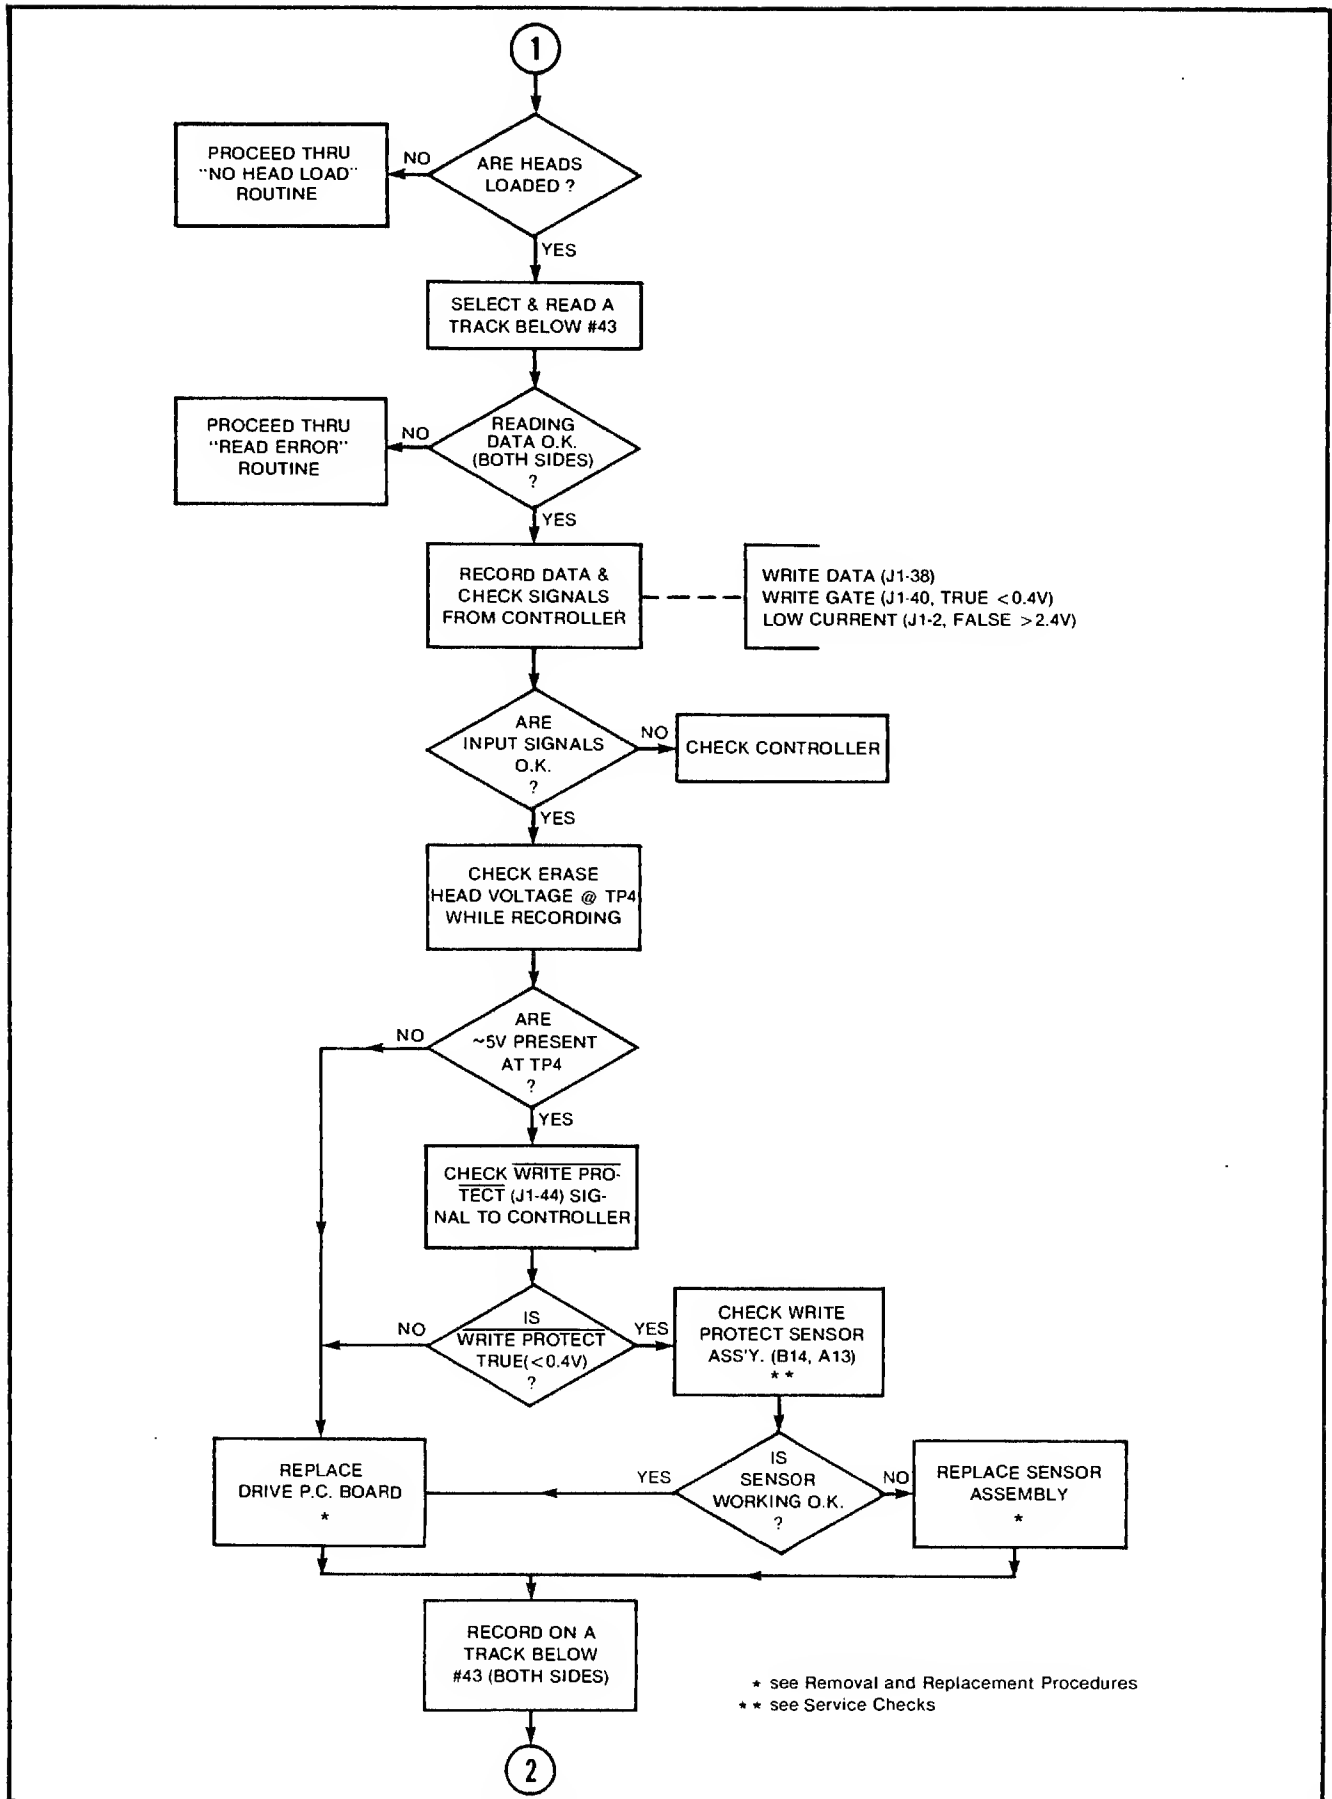 1
ARE HEADS
LOADED ?
NO
PROCEED THRU
"NO HEAD LOAD"
ROUTINE
YES
SELECT & READ A
TRACK BELOW #43
READING
DATA O.K.
(BOTH SIDES)
?
NO
PROCEED THRU
"READ ERROR"
ROUTINE
YES
RECORD DATA &
CHECK SIGNALS
FROM CONTROLLER
WRITE DATA (J1-38)
WRITE GATE (J1-40, TRUE <0.4V)
LOW CURRENT (J1-2, FALSE >2.4V)
ARE
INPUT SIGNALS
O.K.
?
NO
CHECK CONTROLLER
YES
CHECK ERASE
HEAD VOLTAGE @ TP4
WHILE RECORDING
ARE
~5V PRESENT
AT TP4
?
NO
YES
CHECK WRITE PRO-
TECT (J1-44) SIG-
NAL TO CONTROLLER
IS
WRITE PROTECT
TRUE(<0.4V)
?
NO
YES
CHECK WRITE
PROTECT SENSOR
ASS'Y. (B14, A13)
* *
IS
SENSOR
WORKING O.K.
?
YES
NO
REPLACE
DRIVE P.C. BOARD
*
REPLACE SENSOR
ASSEMBLY
*
RECORD ON A
TRACK BELOW
#43 (BOTH SIDES)
* see Removal and Replacement Procedures
* * see Service Checks
2